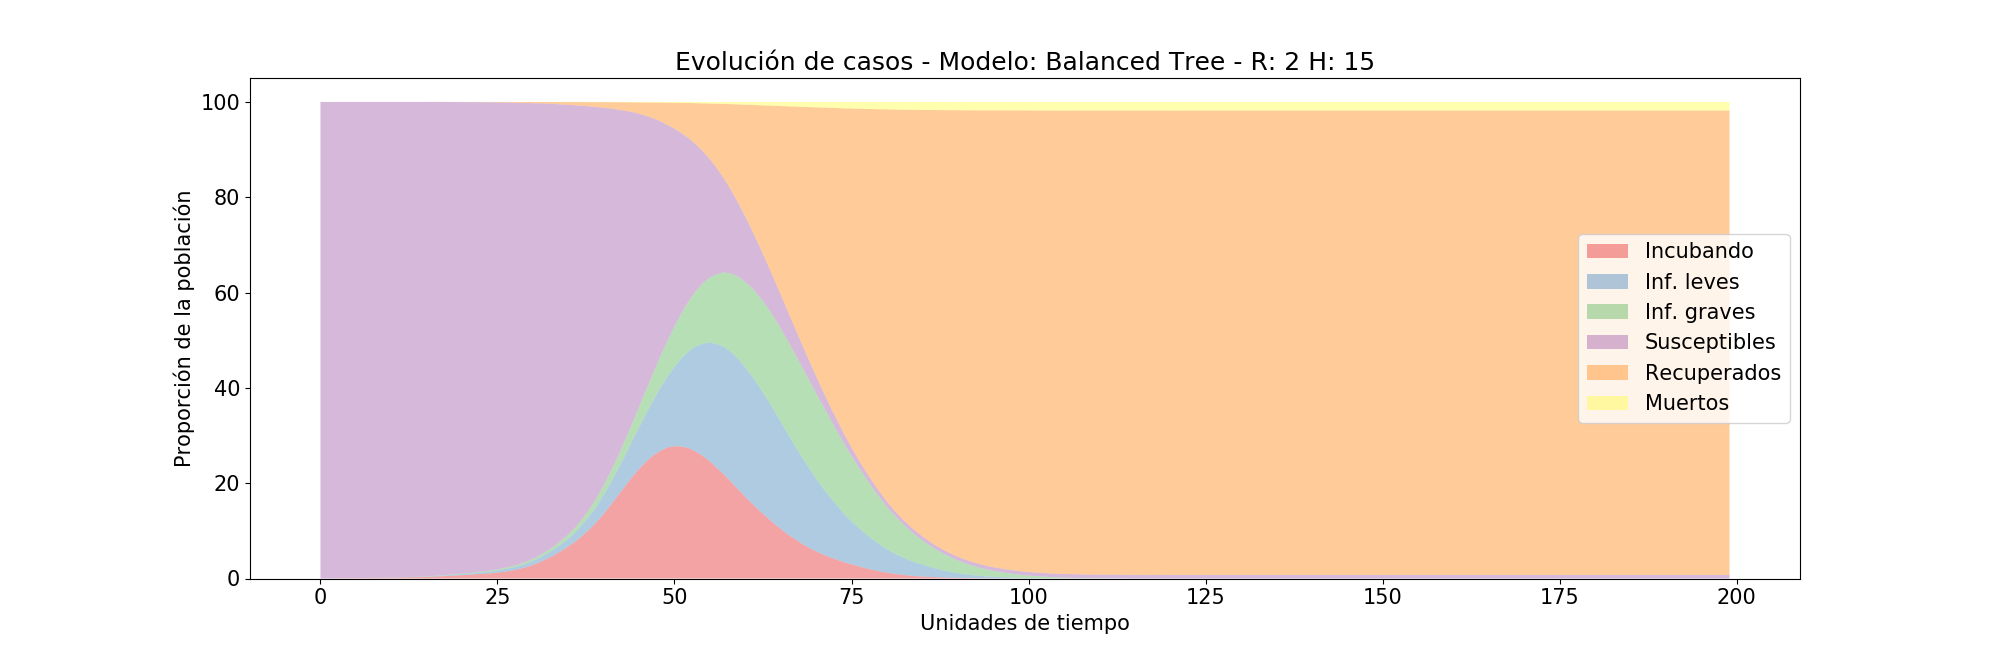 Evolución de casos - Modelo: Balanced Tree - R: 2 H: 15
Proporción de la población
100
80
60
40
20
0
0 25 50 75 100 125 150 175 200
Unidades de tiempo
Incubando
Inf. leves
Inf. graves
Susceptibles
Recuperados
Muertos